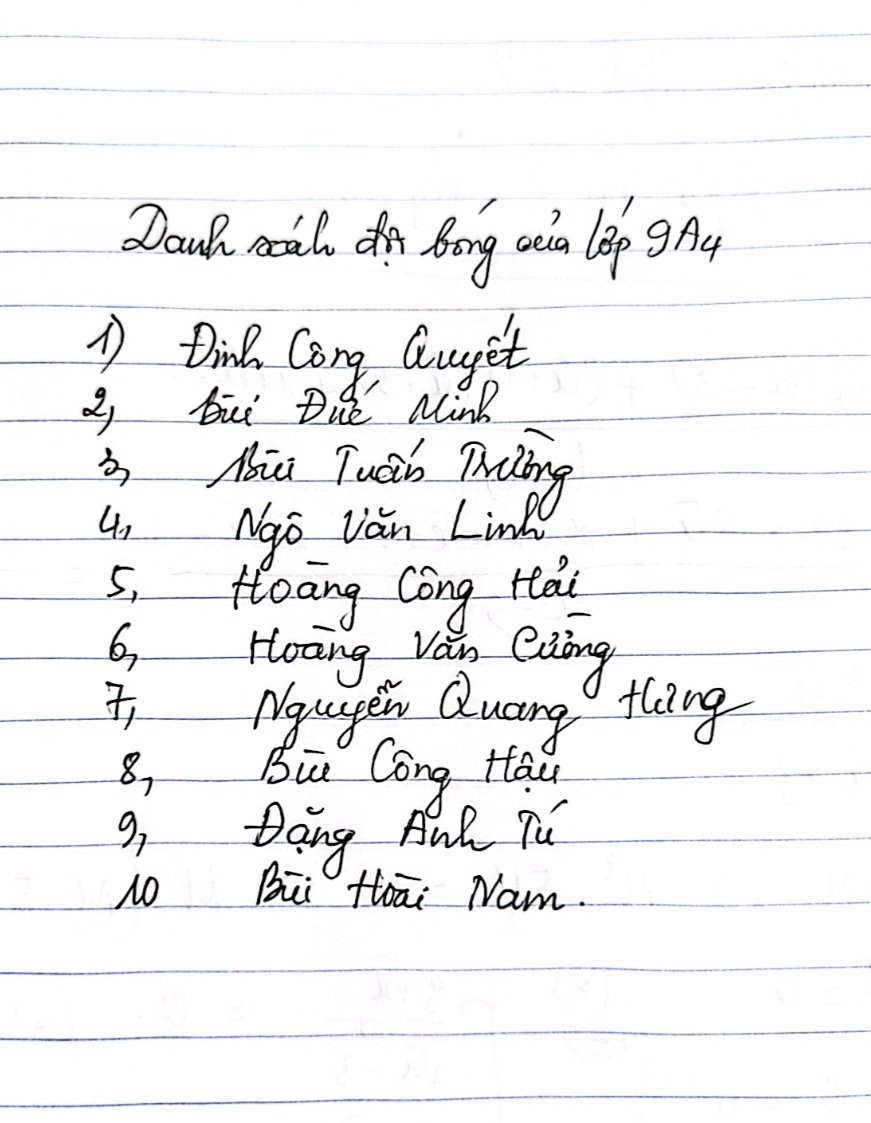 Danh sách đội bóng của lớp 9A4
1) Đinh Công Quyết
2, Bùi Đức Minh
3, Bùi Tuấn Trường
4, Ngô Văn Linh
5, Hoàng Công Hải
6, Hoàng Văn Cường
7, Nguyễn Quang Hưng
8, Bùi Công Hậu
9, Đặng Anh Tú
10 Bùi Hoài Nam.